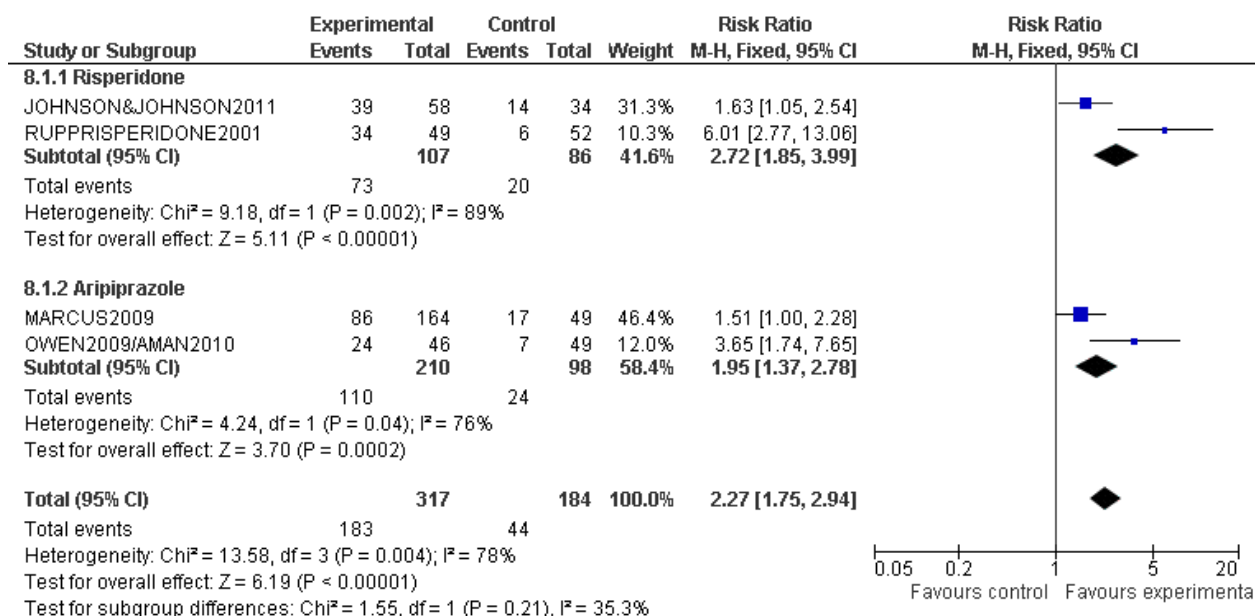 Experimental Control Risk Ratio Risk Ratio
Study or Subgroup Events Total Events Total Weight M-H, Fixed, 95% CI M-H, Fixed, 95% CI
8.1.1 Risperidone
JOHNSON&JOHNSON2011 39 58 14 34 31.3% 1.63 [1.05, 2.54]
RUPPRISPERIDONE2001 34 49 6 52 10.3% 6.01 [2.77, 13.06]
Subtotal (95% CI) 107 86 41.6% 2.72 [1.85, 3.99]
Total events 73 20
Heterogeneity: Chi² = 9.18, df = 1 (P = 0.002); I² = 89%
Test for overall effect: Z = 5.11 (P < 0.00001)
8.1.2 Aripiprazole
MARCUS2009 86 164 17 49 46.4% 1.51 [1.00, 2.28]
OWEN2009/AMAN2010 24 46 7 49 12.0% 3.65 [1.74, 7.65]
Subtotal (95% CI) 210 98 58.4% 1.95 [1.37, 2.78]
Total events 110 24
Heterogeneity: Chi² = 4.24, df = 1 (P = 0.04); I² = 76%
Test for overall effect: Z = 3.70 (P = 0.0002)
Total (95% CI) 317 184 100.0% 2.27 [1.75, 2.94]
Total events 183 44
Heterogeneity: Chi² = 13.58, df = 3 (P = 0.004); I² = 78%
Test for overall effect: Z = 6.19 (P < 0.00001)
Test for subgroup differences: Chi² = 1.55, df = 1 (P = 0.21), I² = 35.3%
0.05 0.2 1 5 20
Favours control Favours experimenta